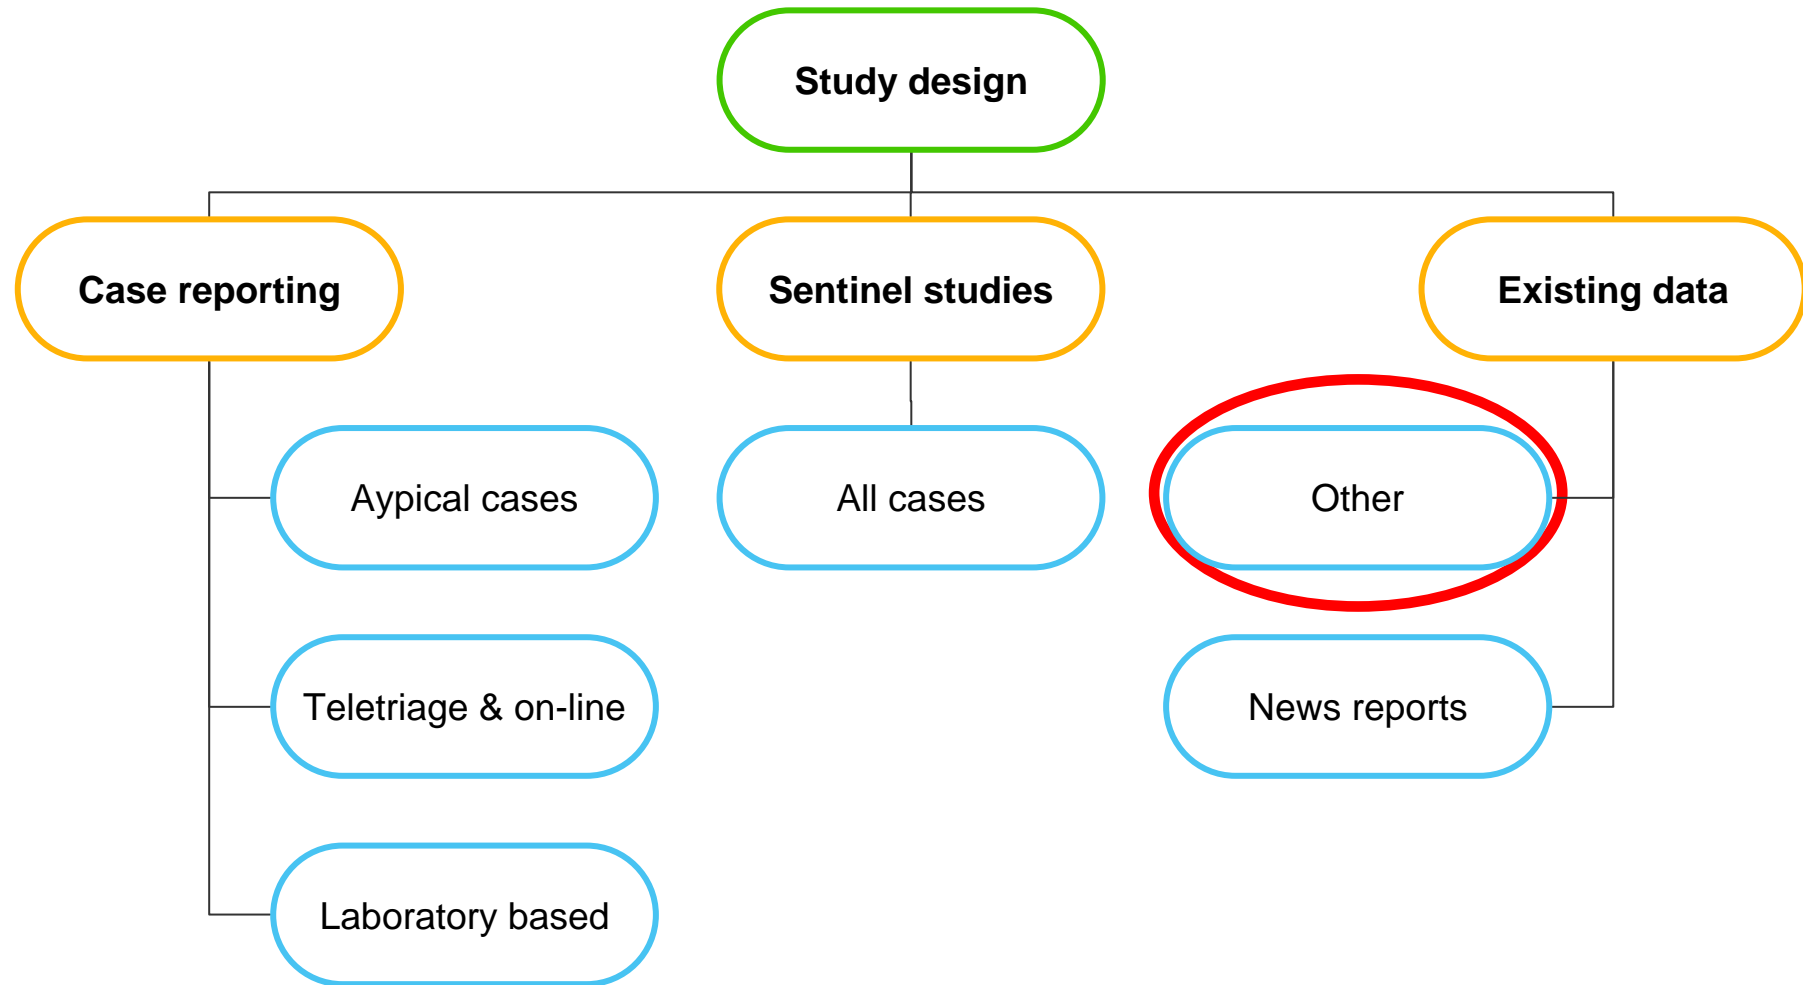 Study design
Case reporting
Sentinel studies
Existing data
Aypical cases
All cases
Other
Teletriage & on-line
News reports
Laboratory based